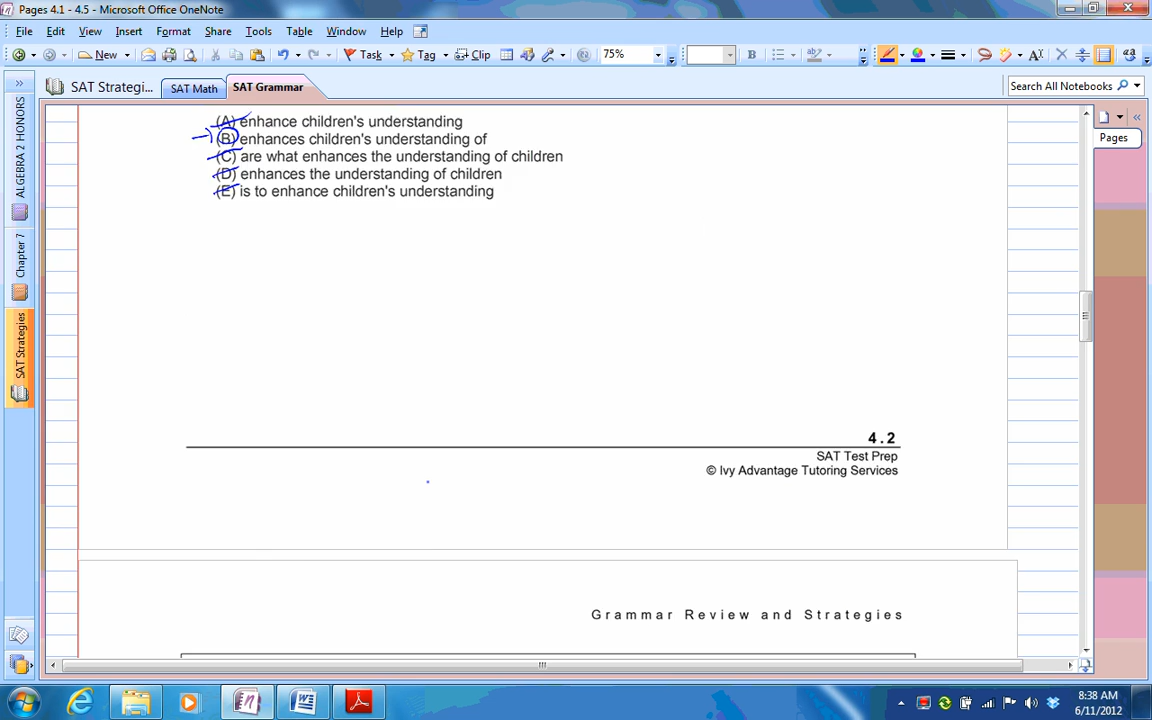 Pages 4.1 - 4.5 - Microsoft Office OneNote
File Edit View Insert Format Share Tools Table Window Help
New Task Tag Clip 75% B ab
SAT Strategi... SAT Math SAT Grammar Search All Notebooks
Pages
ALGEBRA 2 HONORS
Chapter 7
SAT Strategies
(A) enhance children's understanding
(B) enhances children's understanding of
(C) are what enhances the understanding of children
(D) enhances the understanding of children
(E) is to enhance children's understanding
4.2
SAT Test Prep
© Ivy Advantage Tutoring Services
Grammar Review and Strategies
8:38 AM
6/11/2012